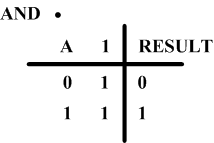 AND •
A 1 RESULT
0 1 0
1 1 1